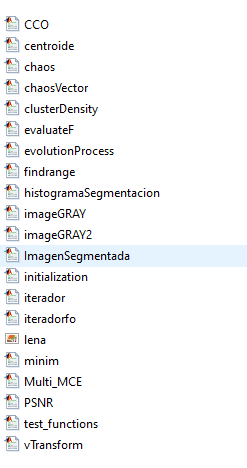 CCO
centroide
chaos
chaosVector
clusterDensity
evaluateF
evolutionProcess
findrange
histogramaSegmentacion
imageGRAY
imageGRAY2
ImagenSegmentada
initialization
iterador
iteradorfo
lena
minim
Multi_MCE
PSNR
test_functions
vTransform